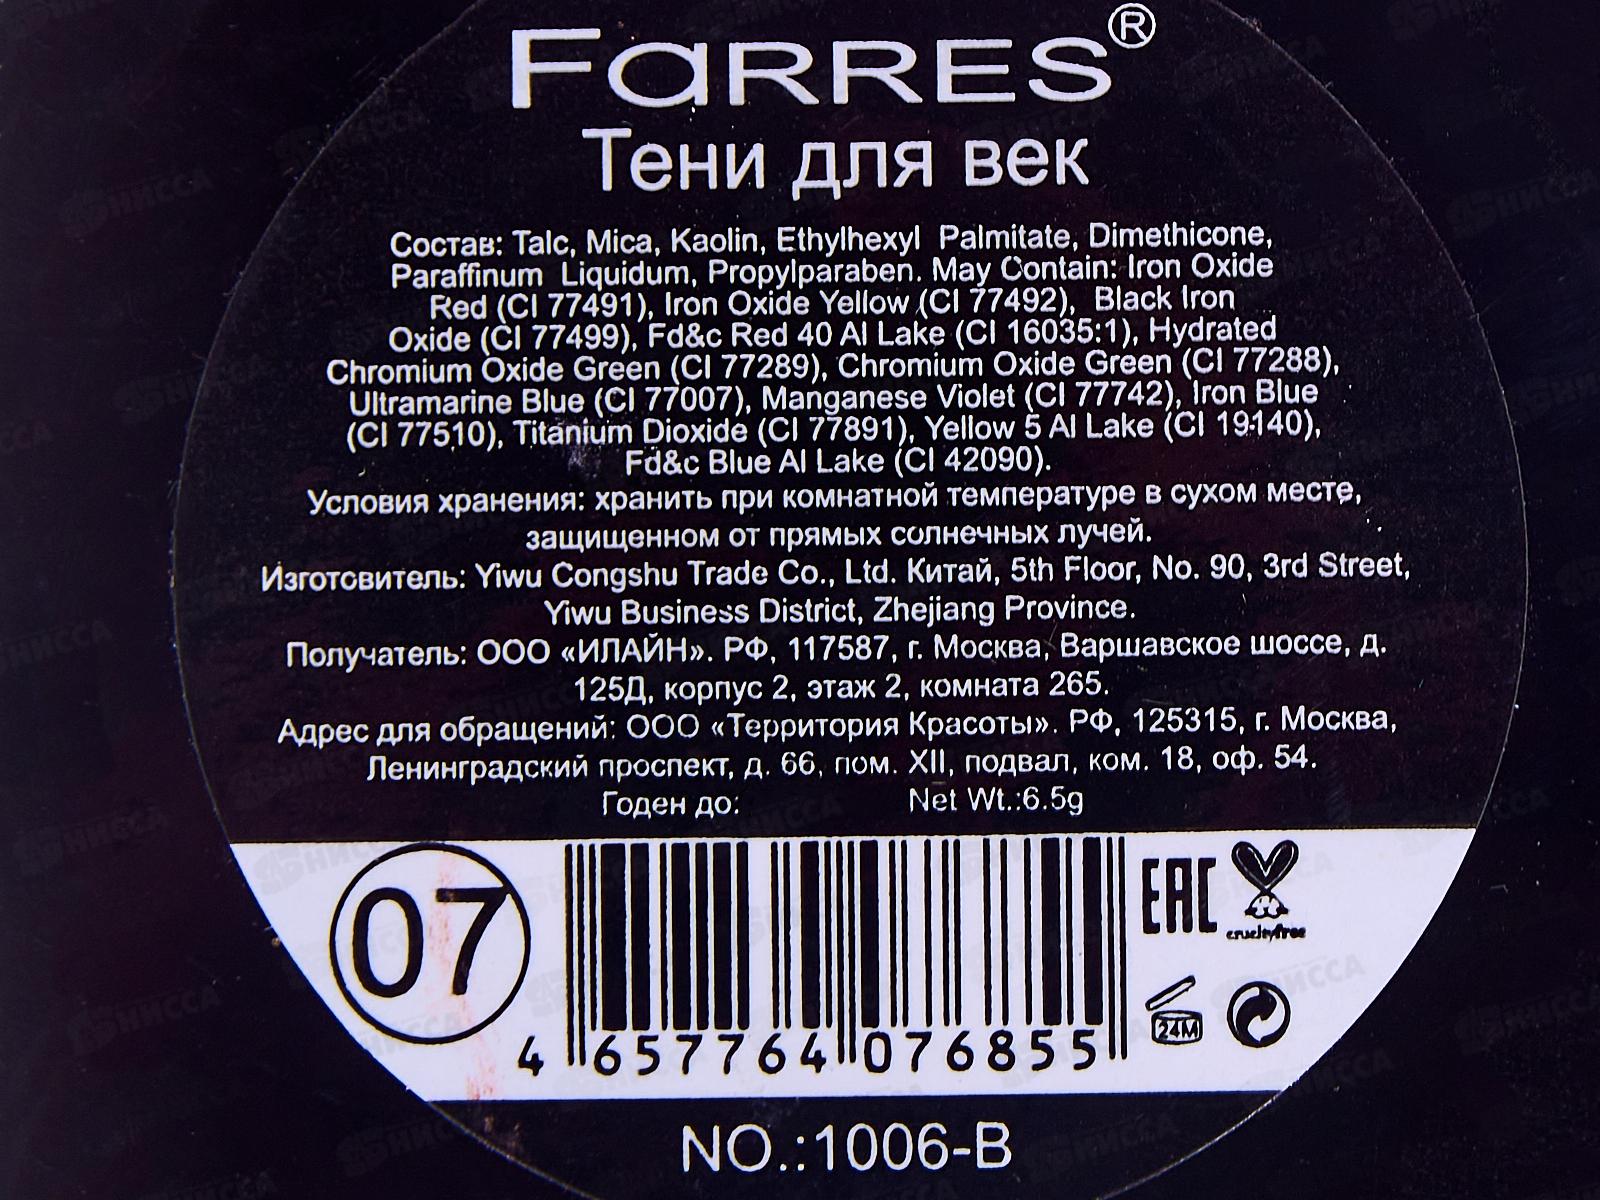 FARRES®
Тени для век
Состав: Talc, Mica, Kaolin, Ethylhexyl Palmitate, Dimethicone,
Paraffinum Liquidum, Propylparaben. May Contain: Iron Oxide
Red (CI 77491), Iron Oxide Yellow (CI 77492), Black Iron
Oxide (CI 77499), Fd&c Red 40 Al Lake (CI 16035:1), Hydrated
Chromium Oxide Green (CI 77289), Chromium Oxide Green (CI 77288),
Ultramarine Blue (CI 77007), Manganese Violet (CI 77742), Iron Blue
(CI 77510), Titanium Dioxide (CI 77891), Yellow 5 Al Lake (CI 19140),
Fd&c Blue Al Lake (CI 42090).
Условия хранения: хранить при комнатной температуре в сухом месте,
защищенном от прямых солнечных лучей.
Изготовитель: Yiwu Congshu Trade Co., Ltd. Китай, 5th Floor, No. 90, 3rd Street,
Yiwu Business District, Zhejiang Province.
Получатель: ООО «ИЛАЙН». РФ, 117587, г. Москва, Варшавское шоссе, д.
125Д, корпус 2, этаж 2, комната 265.
Адрес для обращений: ООО «Территория Красоты». РФ, 125315, г. Москва,
Ленинградский проспект, д. 66, пом. XII, подвал, ком. 18, оф. 54.
Годен до: Net Wt.:6.5g
07
EAC
crueltyfree
24M
4 657764 076855
NO.:1006-B
НИССА